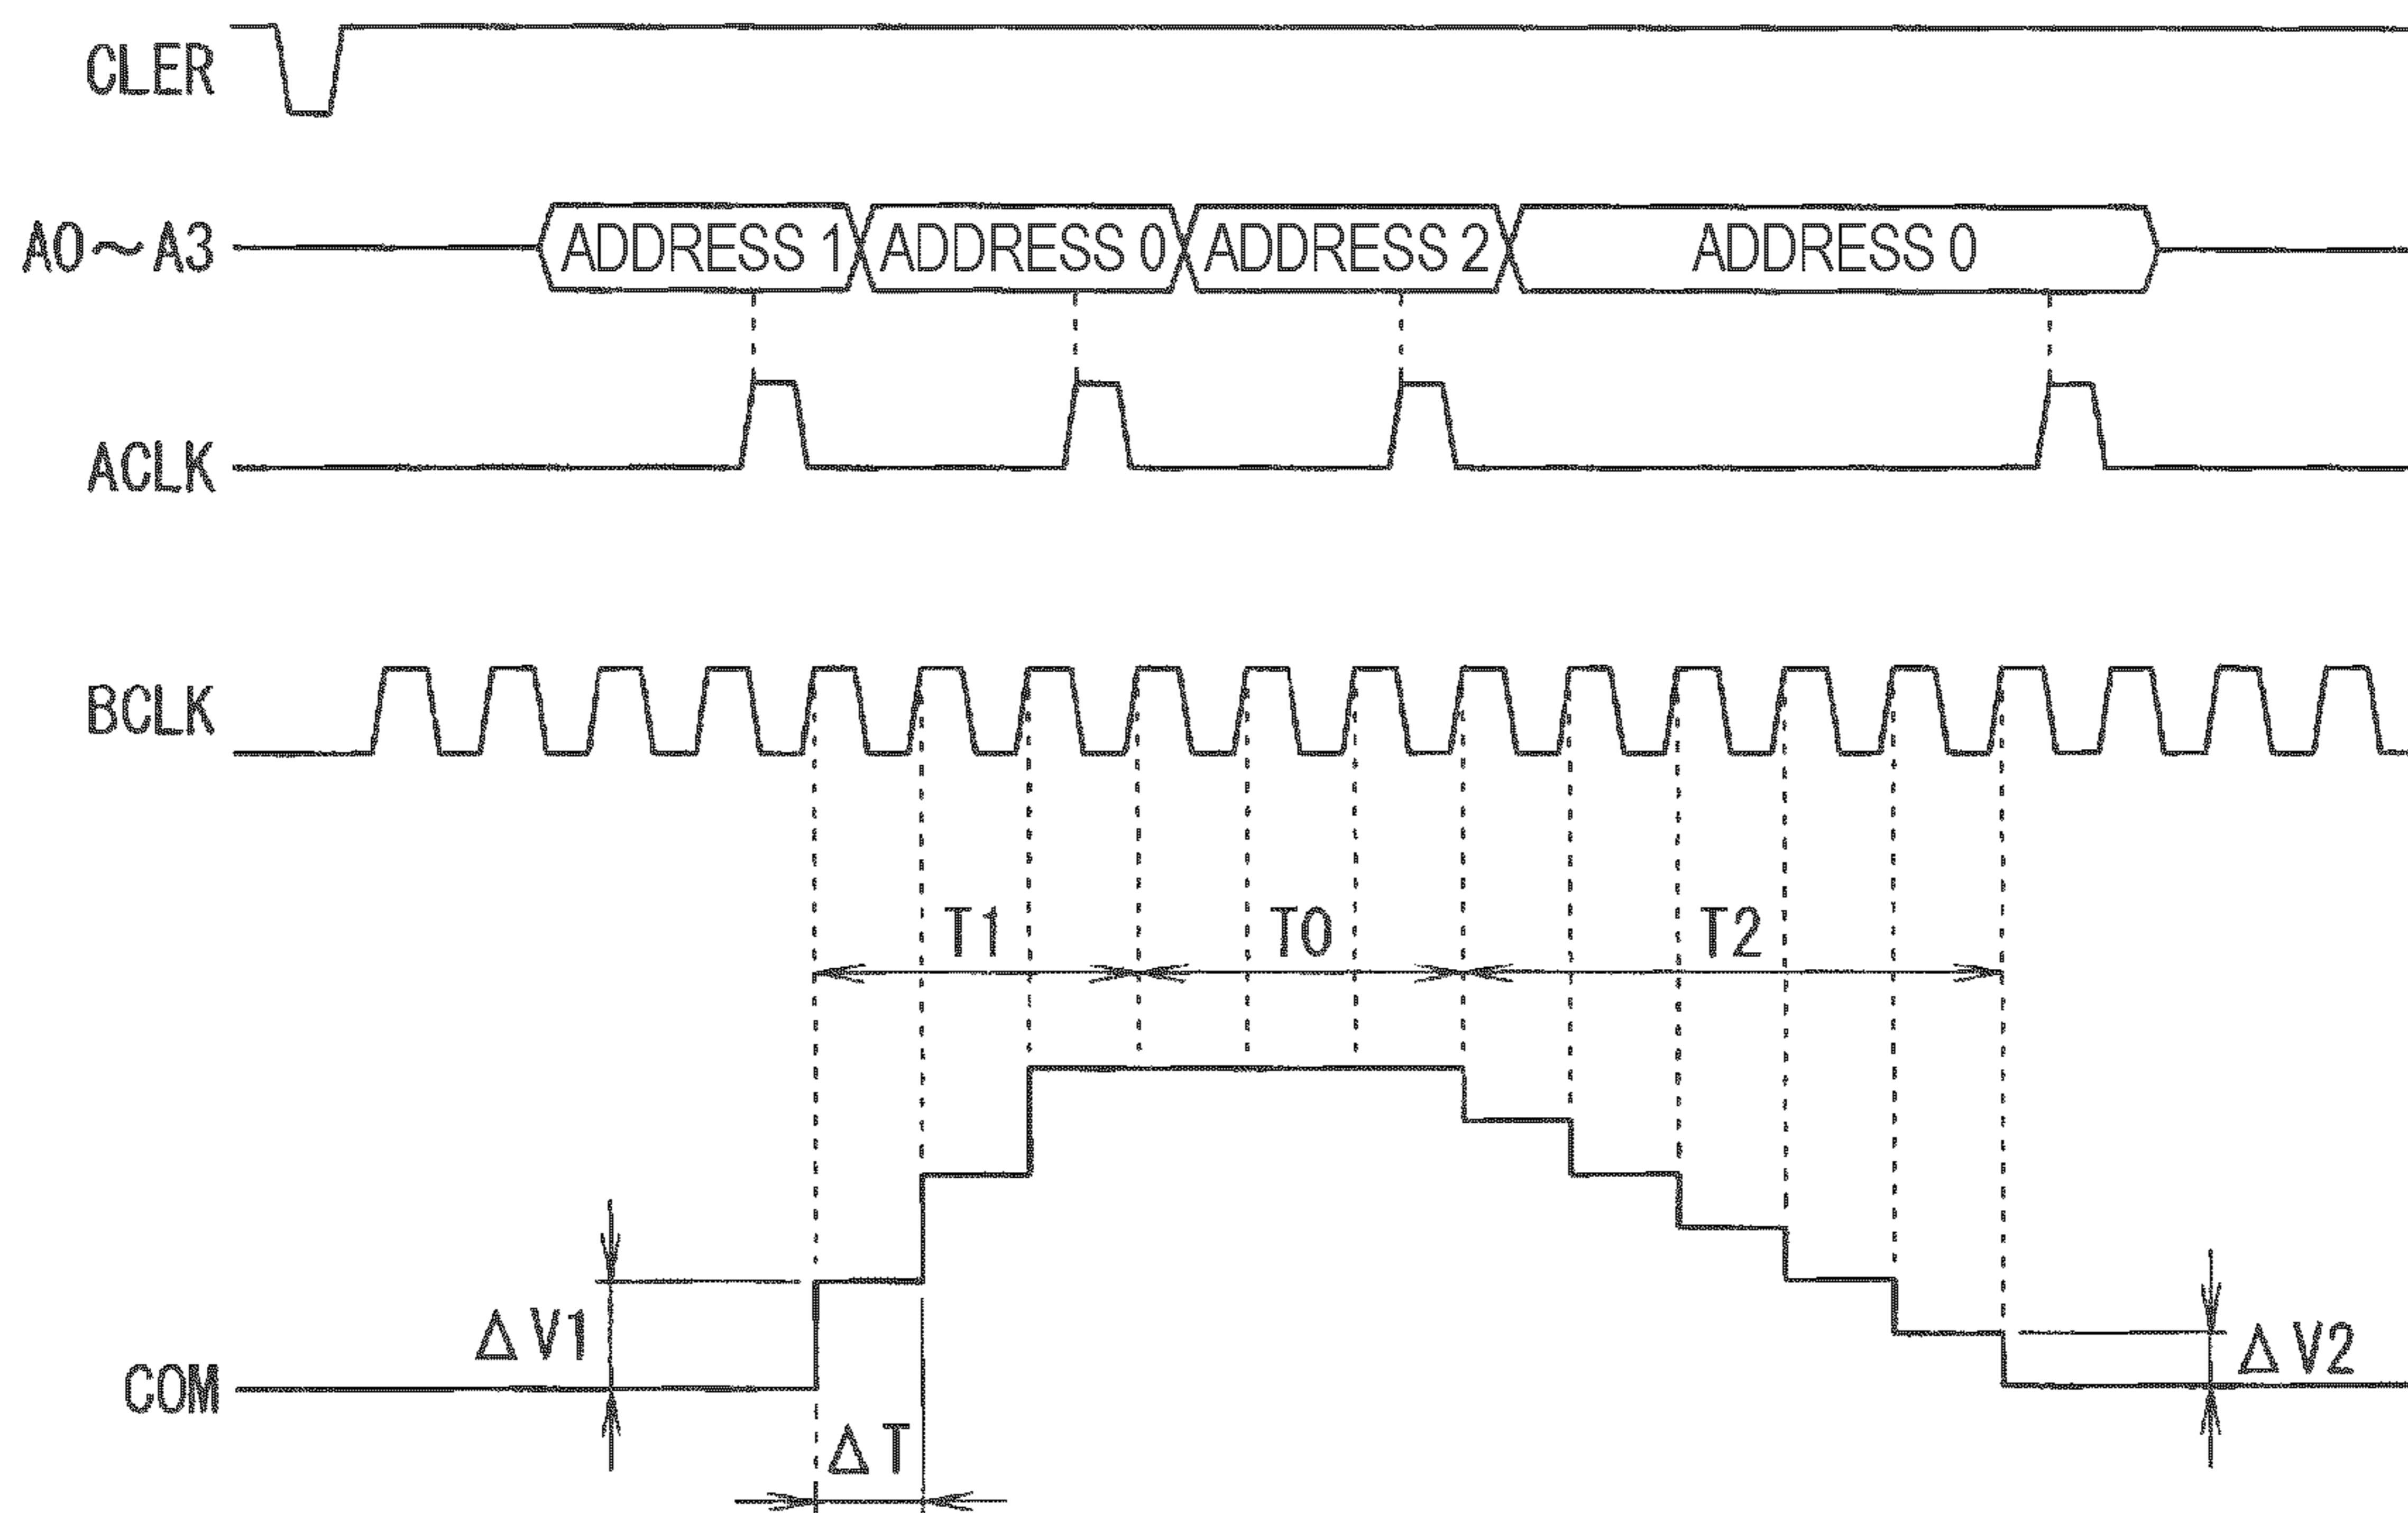 CLER
A0～A3
ADDRESS 1
ADDRESS 0
ADDRESS 2
ADDRESS 0
ACLK
BCLK
T1
T0
T2
ΔV1
ΔV2
COM
ΔT